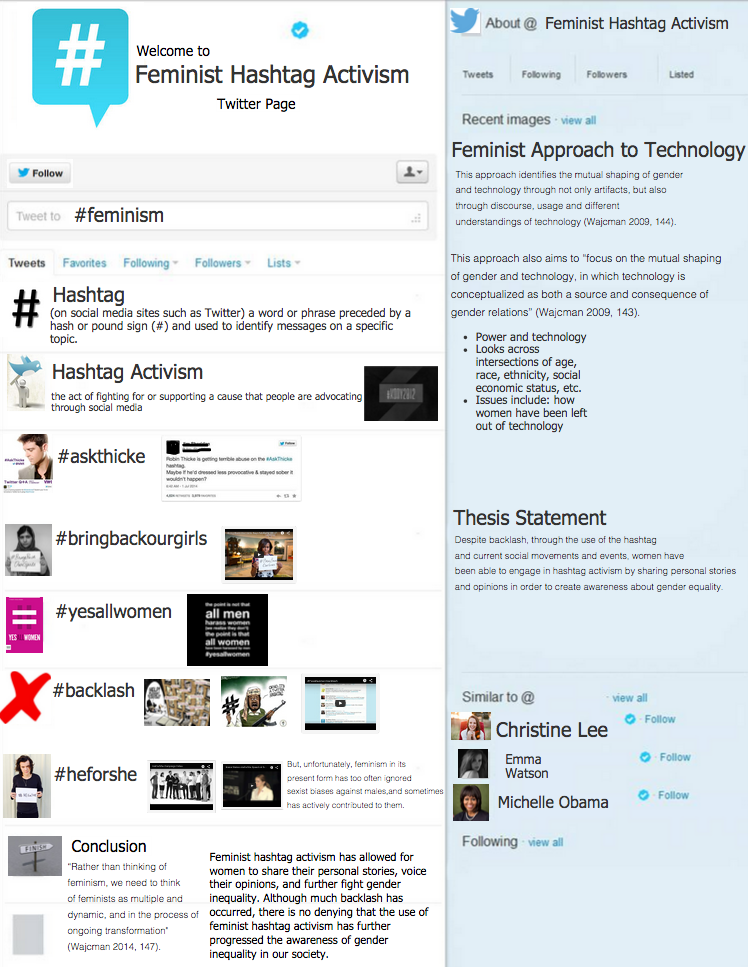 #
Welcome to
Feminist Hashtag Activism
Twitter Page
Follow
Tweet to #feminism
Tweets Favorites Following Followers Lists
#
Hashtag
(on social media sites such as Twitter) a word or phrase preceded by a
hash or pound sign (#) and used to identify messages on a specific
topic.
Hashtag Activism
the act of fighting for or supporting a cause that people are advocating
through social media
#KONY2012
#askthicke
#AskThicke
Follow
Robin Thicke is getting terrible abuse on the #AskThicke
hashtag.
Maybe if he'd dressed less provocative & stayed sober it
wouldn't happen?
#bringbackourgirls
#yesallwomen
YES ALL WOMEN
the point is not that
all men
harass women
the point is that
all women
#yesallwomen
#backlash
#
#heforshe
But, unfortunately, feminism in its
present form has too often ignored
sexist biases against males,and sometimes
has actively contributed to them.
FEMINISM
Conclusion
"Rather than thinking of
feminism, we need to think
of feminists as multiple and
dynamic, and in the process of
ongoing transformation"
(Wajcman 2014, 147).
Feminist hashtag activism has allowed for
women to share their personal stories, voice
their opinions, and further fight gender
inequality. Although much backlash has
occurred, there is no denying that the use of
feminist hashtag activism has further
progressed the awareness of gender
inequality in our society.
About @ Feminist Hashtag Activism
Tweets Following Followers Listed
Recent images · view all
Feminist Approach to Technology
This approach identifies the mutual shaping of gender
and technology through not only artifacts, but also
through discourse, usage and different
understandings of technology (Wajcman 2009, 144).
This approach also aims to "focus on the mutual shaping
of gender and technology, in which technology is
conceptualized as both a source and consequence of
gender relations" (Wajcman 2009, 143).
• Power and technology
• Looks across
intersections of age,
race, ethnicity, social
economic status, etc.
• Issues include: how
women have been left
out of technology
Thesis Statement
Despite backlash, through the use of the hashtag
and current social movements and events, women have
been able to engage in hashtag activism by sharing personal stories
and opinions in order to create awareness about gender equality.
Similar to @ · view all
Christine Lee · Follow
Emma
Watson · Follow
Michelle Obama · Follow
Following · view all